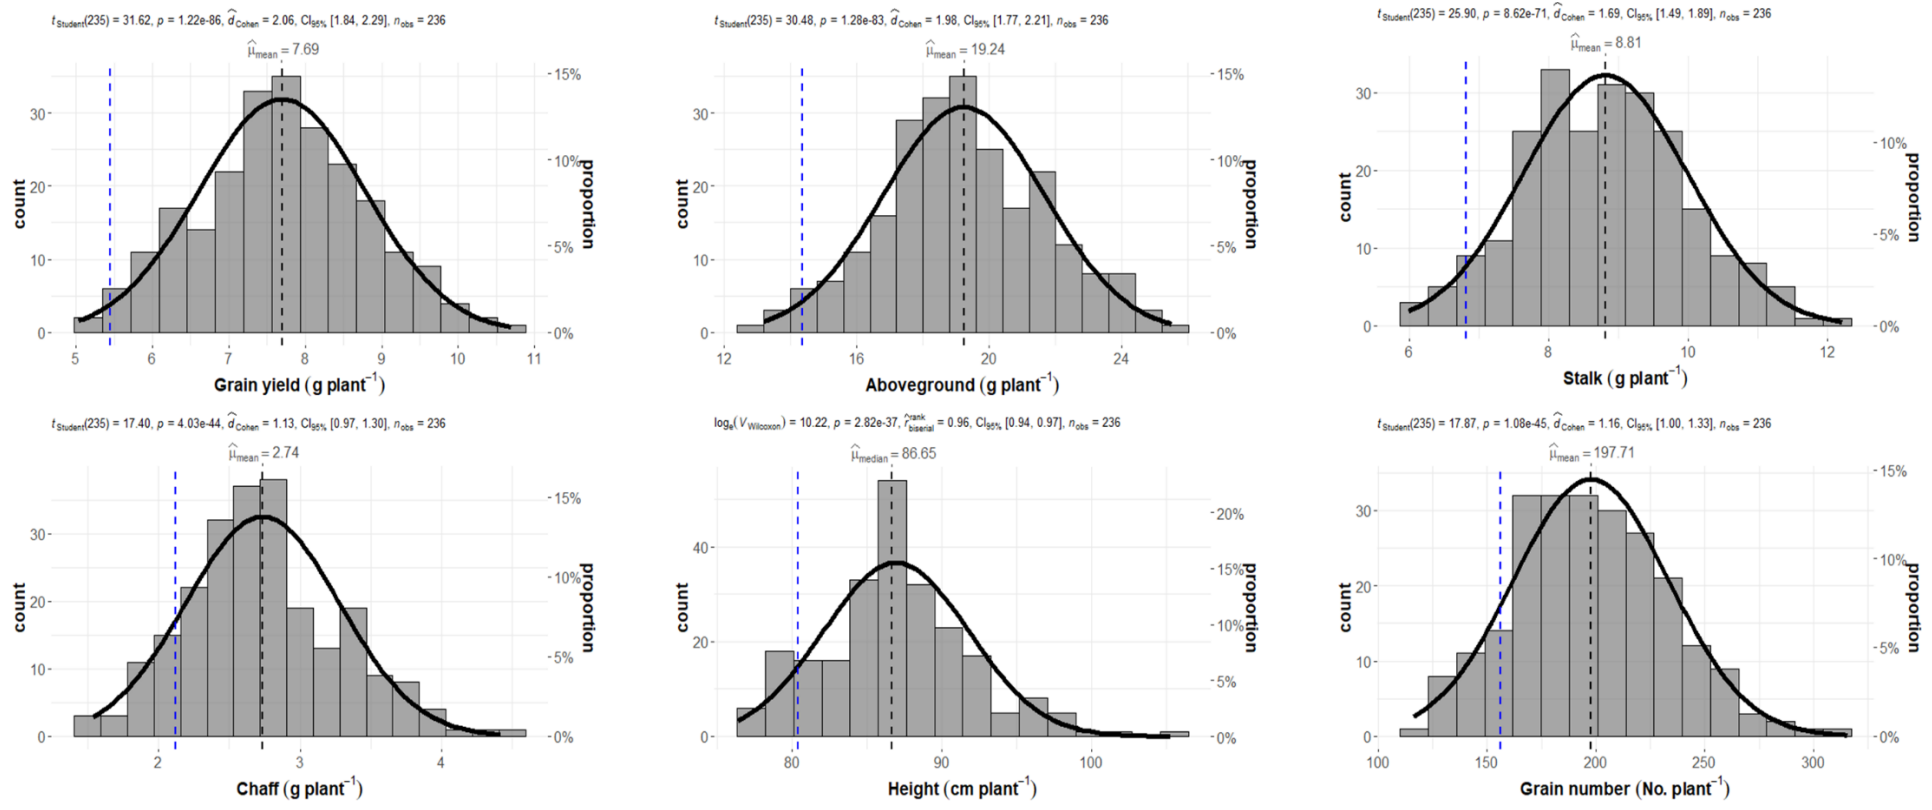 t Student(235) = 31.62, p = 1.22e-86, d̂ Cohen = 2.06, CI95% [1.84, 2.29], nobs = 236
μ̂ mean = 7.69
count
30
20
10
0
15%
10%
5%
0%
proportion
5 6 7 8 9 10 11
Grain yield (g plant⁻¹)
t Student(235) = 30.48, p = 1.28e-83, d̂ Cohen = 1.98, CI95% [1.77, 2.21], nobs = 236
μ̂ mean = 19.24
count
30
20
10
0
15%
10%
5%
0%
proportion
12 16 20 24
Aboveground (g plant⁻¹)
t Student(235) = 25.90, p = 8.62e-71, d̂ Cohen = 1.69, CI95% [1.49, 1.89], nobs = 236
μ̂ mean = 8.81
count
30
20
10
0
10%
5%
0%
proportion
6 8 10 12
Stalk (g plant⁻¹)
t Student(235) = 17.40, p = 4.03e-44, d̂ Cohen = 1.13, CI95% [0.97, 1.30], nobs = 236
μ̂ mean = 2.74
count
30
20
10
0
15%
10%
5%
0%
proportion
2 3 4
Chaff (g plant⁻¹)
loge(V Wilcoxon) = 10.22, p = 2.82e-37, r̂ rank biserial = 0.96, CI95% [0.94, 0.97], nobs = 236
μ̂ median = 86.65
count
40
20
0
20%
15%
10%
5%
0%
proportion
80 90 100
Height (cm plant⁻¹)
t Student(235) = 17.87, p = 1.08e-45, d̂ Cohen = 1.16, CI95% [1.00, 1.33], nobs = 236
μ̂ mean = 197.71
count
30
20
10
0
15%
10%
5%
0%
proportion
100 150 200 250 300
Grain number (No. plant⁻¹)